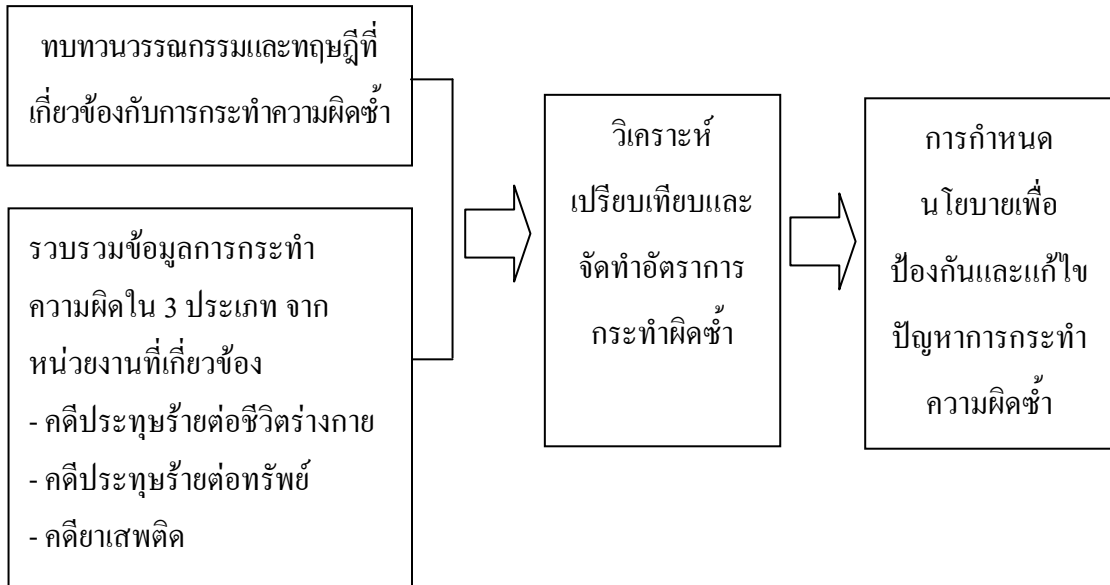 ทบทวนวรรณกรรมและทฤษฎีที่
เกี่ยวข้องกับการกระทำความผิดซ้ำ
รวบรวมข้อมูลการกระทำ
ความผิดใน 3 ประเภท จาก
หน่วยงานที่เกี่ยวข้อง
- คดีประทุษร้ายต่อชีวิตร่างกาย
- คดีประทุษร้ายต่อทรัพย์
- คดียาเสพติด
วิเคราะห์
เปรียบเทียบและ
จัดทำอัตราการ
กระทำผิดซ้ำ
การกำหนด
นโยบายเพื่อ
ป้องกันและแก้ไข
ปัญหาการกระทำ
ความผิดซ้ำ